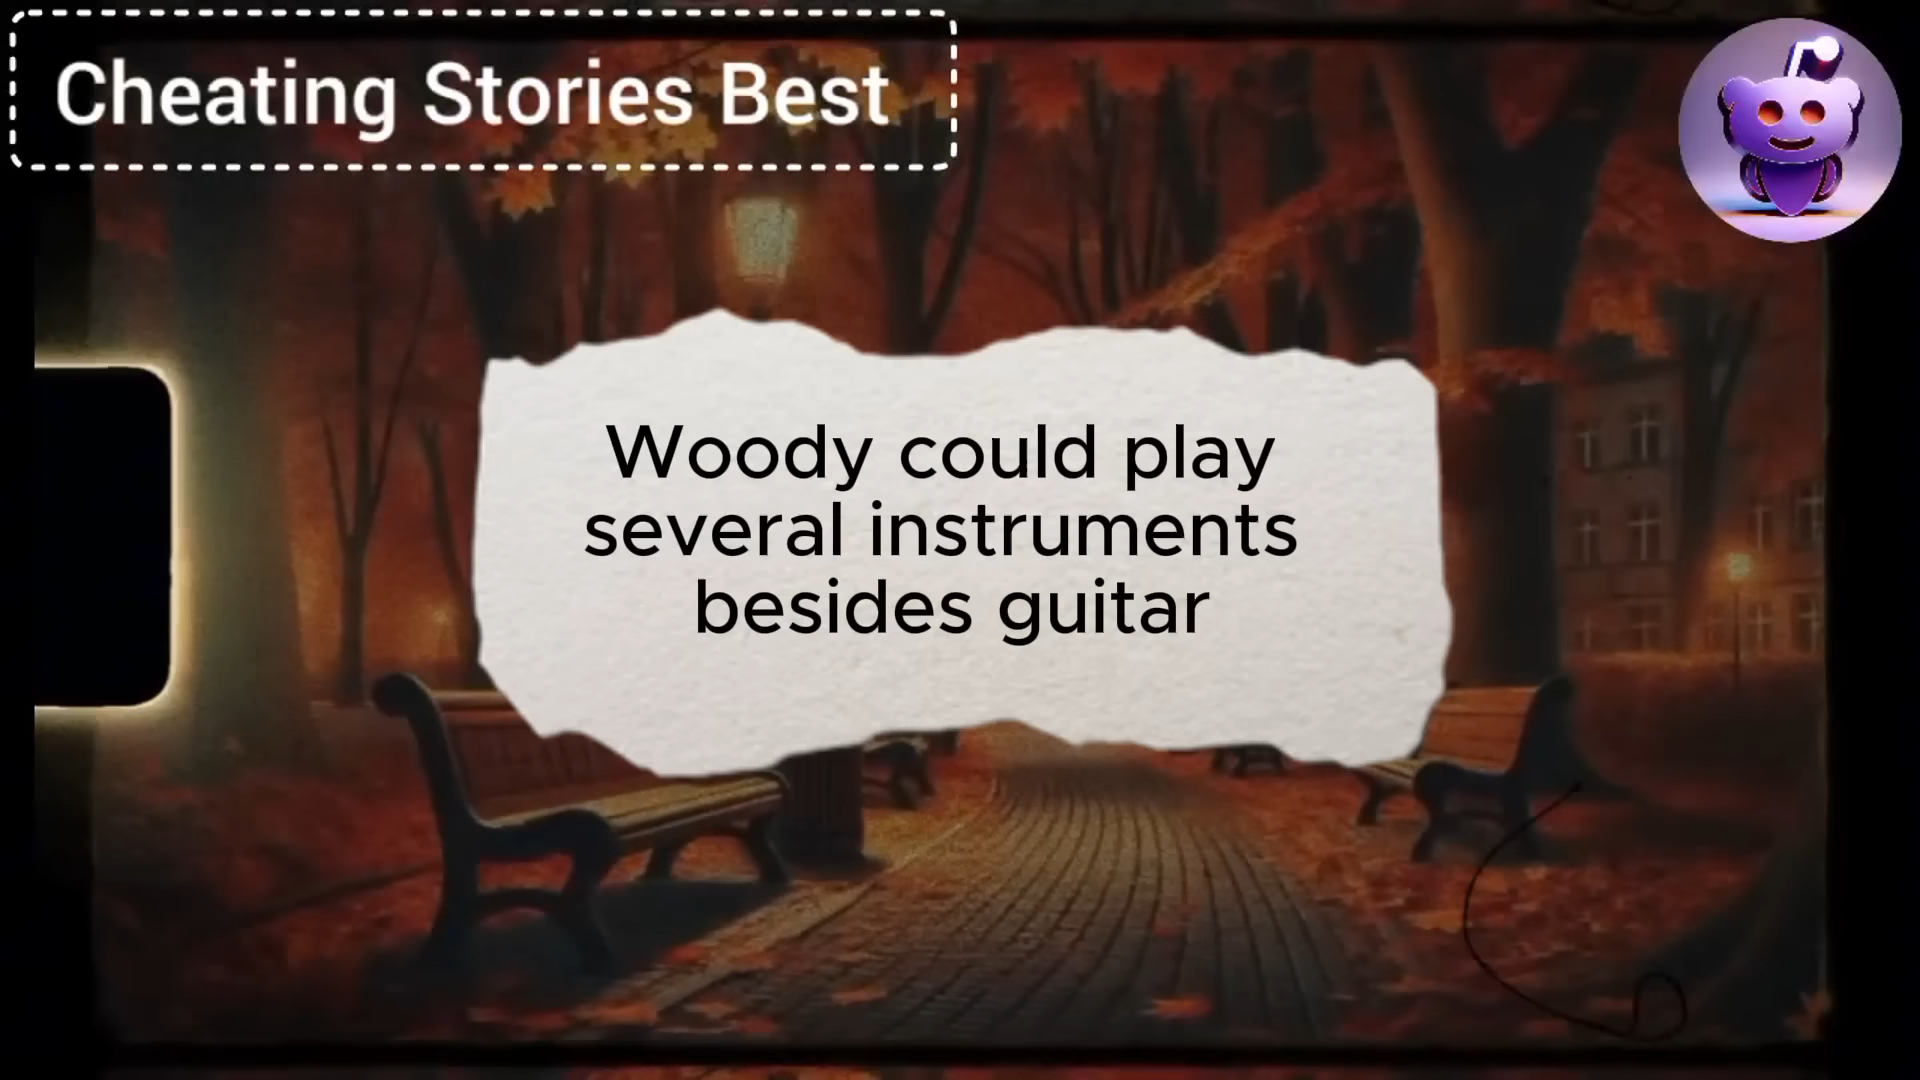 Cheating Stories Best
Woody could play
several instruments
besides guitar